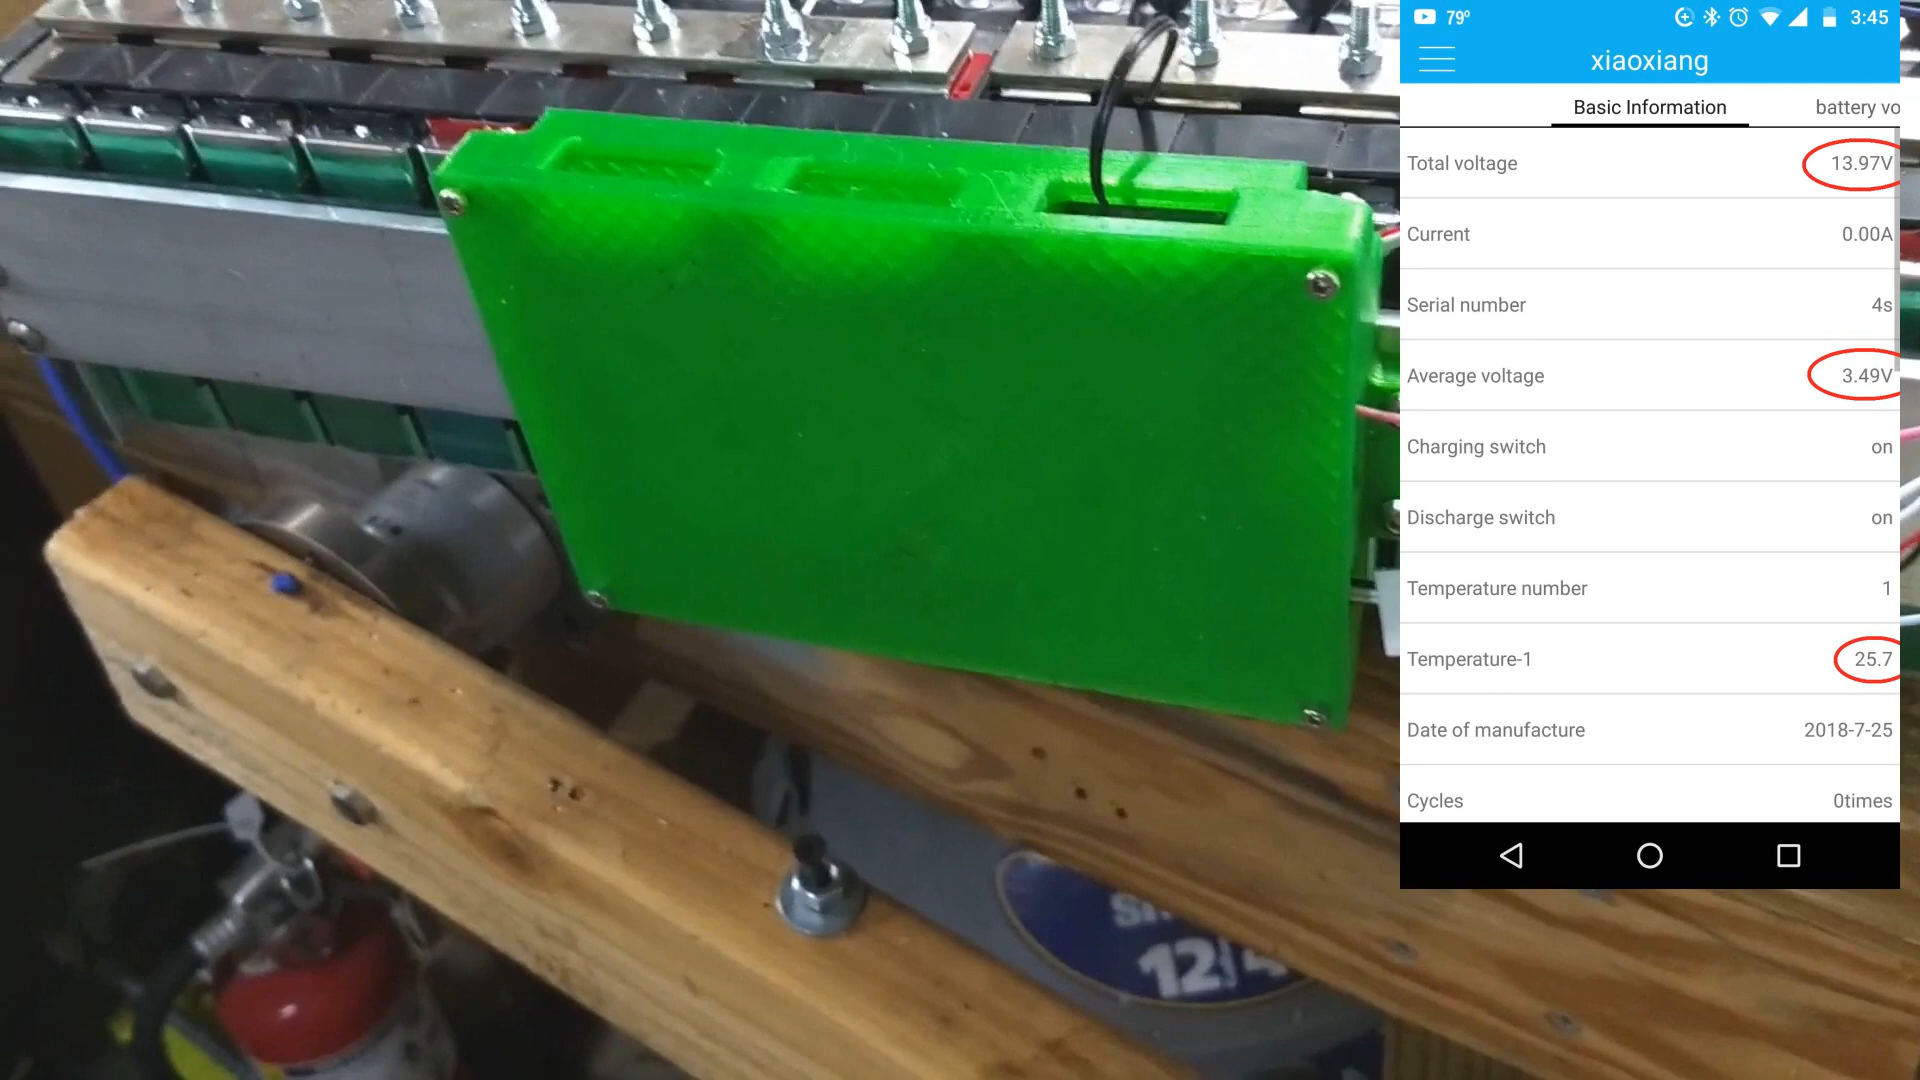 79°
3:45
xiaoxiang
Basic Information
battery vo
Total voltage 13.97V
Current 0.00A
Serial number 4s
Average voltage 3.49V
Charging switch on
Discharge switch on
Temperature number 1
Temperature-1 25.7
Date of manufacture 2018-7-25
Cycles 0times
12